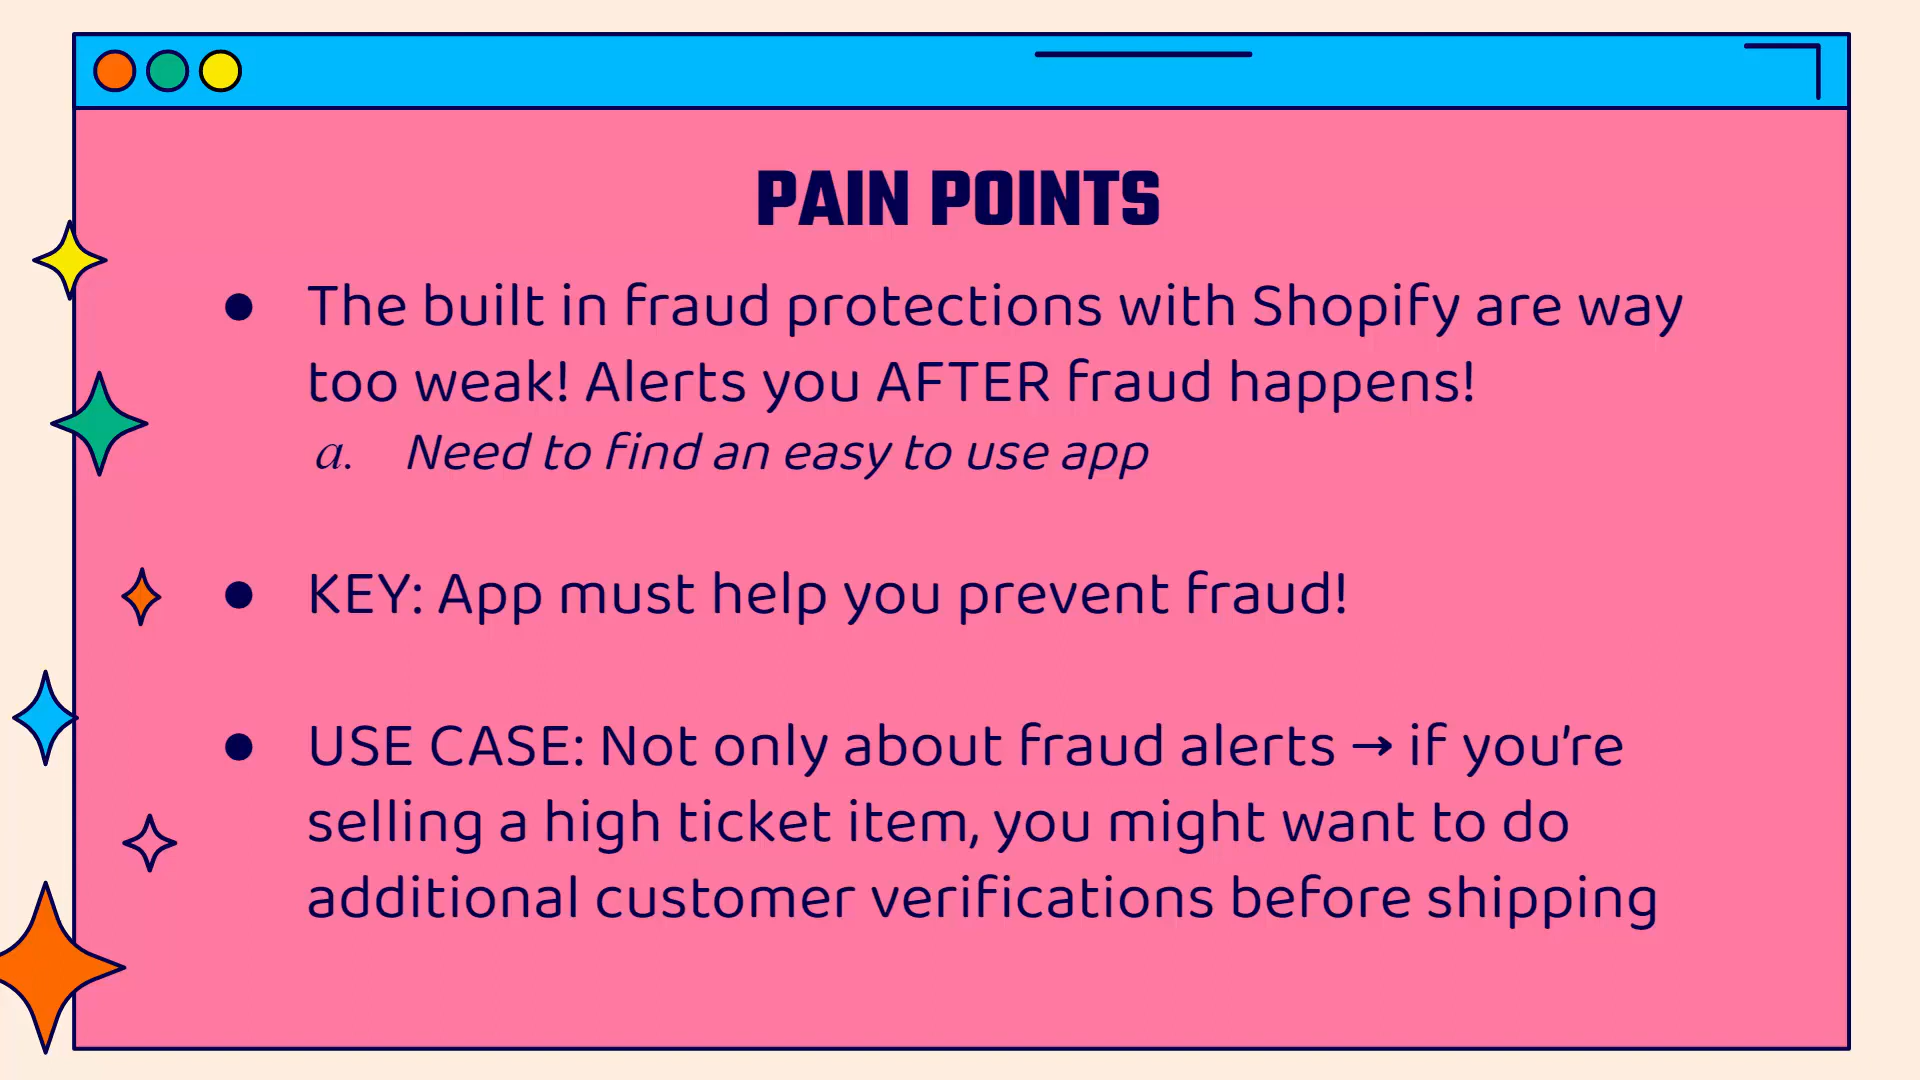 PAIN POINTS
● The built in fraud protections with Shopify are way
too weak! Alerts you AFTER fraud happens!
a. Need to find an easy to use app
● KEY: App must help you prevent fraud!
● USE CASE: Not only about fraud alerts → if you’re
selling a high ticket item, you might want to do
additional customer verifications before shipping